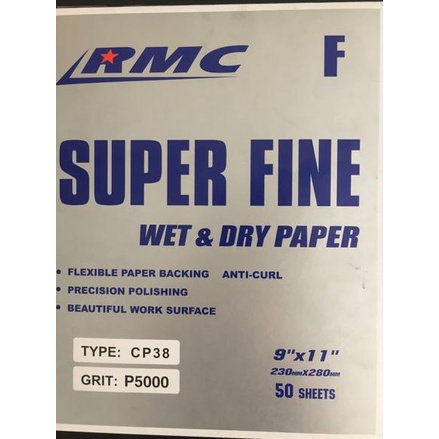 RMC F
SUPER FINE
WET & DRY PAPER
• FLEXIBLE PAPER BACKING ANTI-CURL
• PRECISION POLISHING
• BEAUTIFUL WORK SURFACE
TYPE: CP38
GRIT: P5000
9"x11"
230MMX280MM
50 SHEETS